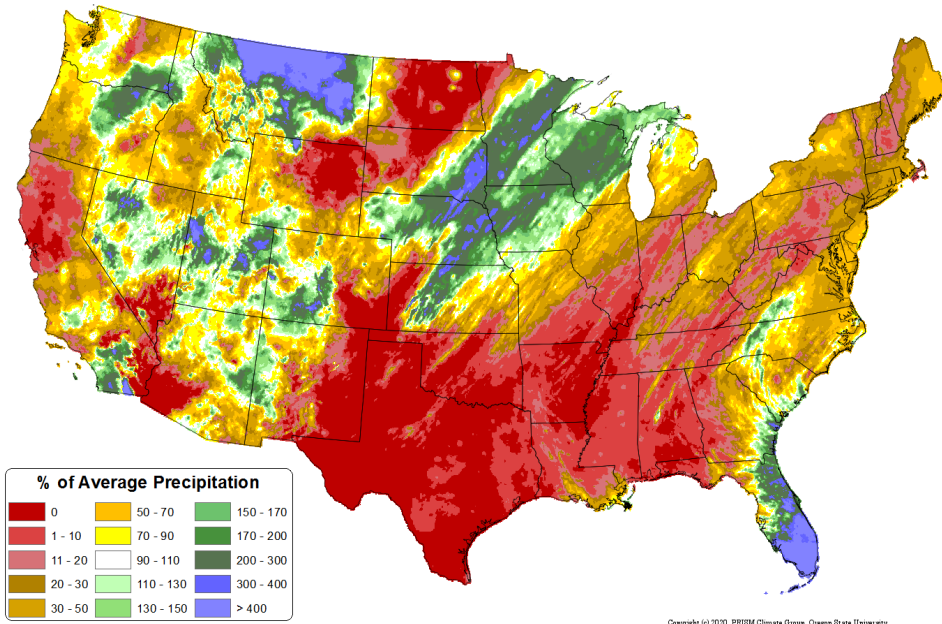 % of Average Precipitation
0
50 - 70
150 - 170
1 - 10
70 - 90
170 - 200
11 - 20
90 - 110
200 - 300
20 - 30
110 - 130
300 - 400
30 - 50
130 - 150
> 400
Copyright (c) 2020, PRISM Climate Group, Oregon State University